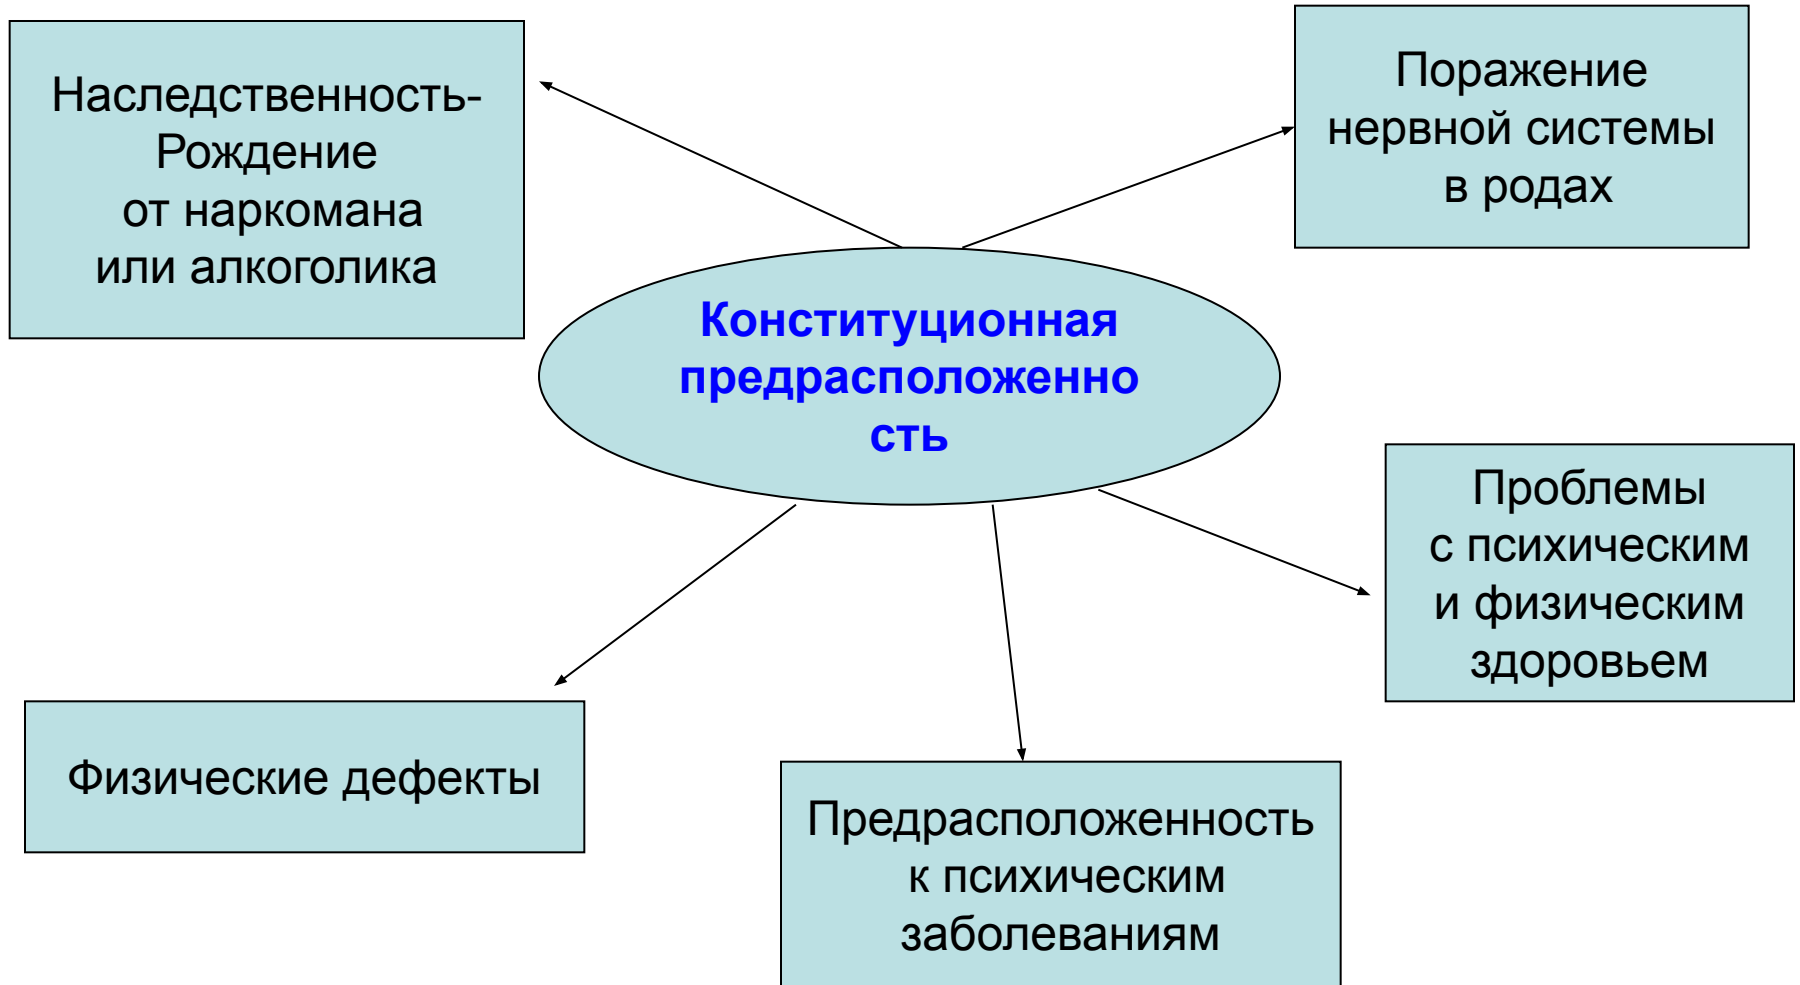 Наследственность-
Рождение
от наркомана
или алкоголика
Поражение
нервной системы
в родах
Конституционная
предрасположенно
сть
Проблемы
с психическим
и физическим
здоровьем
Физические дефекты
Предрасположенность
к психическим
заболеваниям